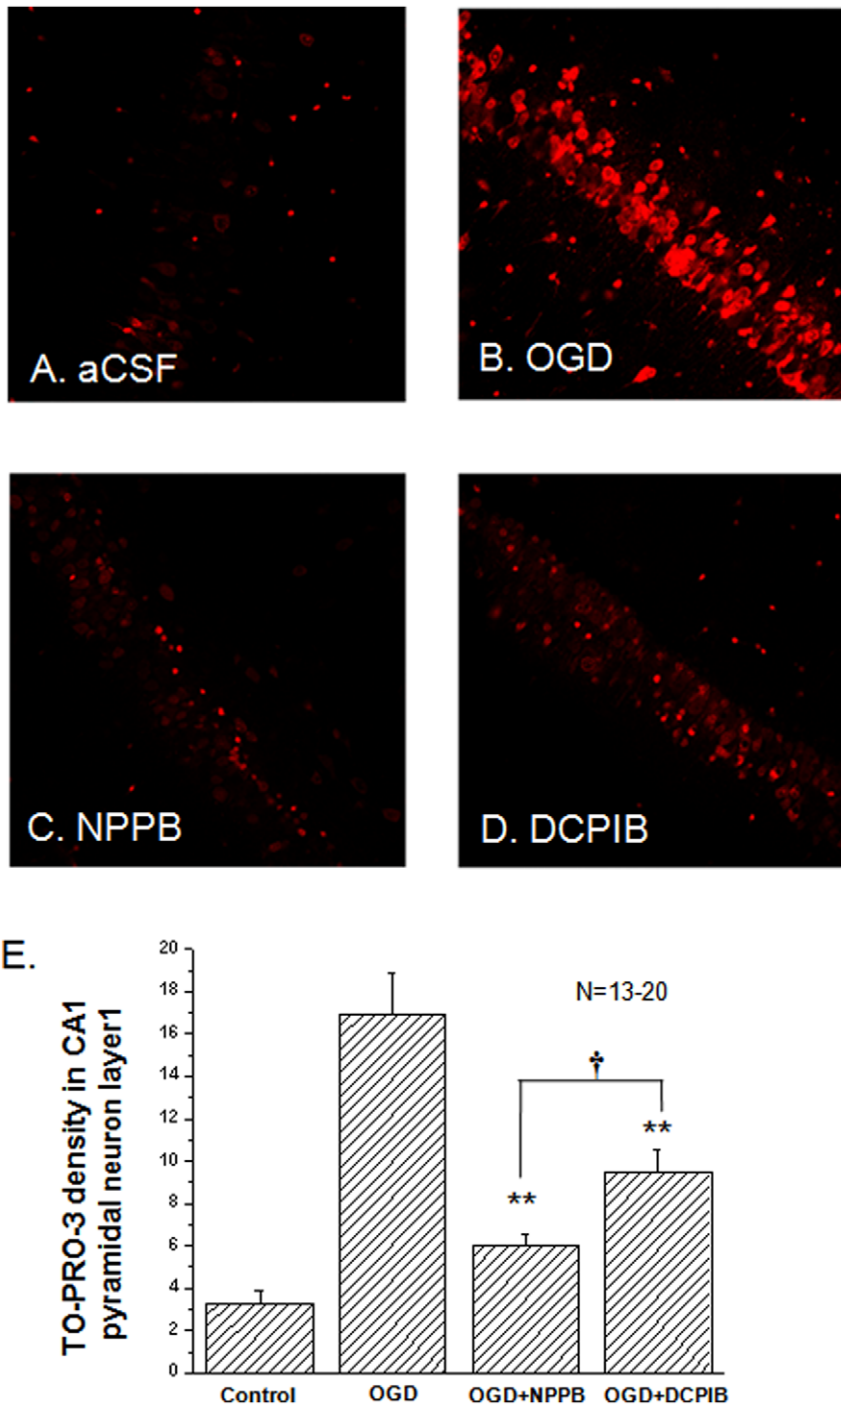 A. aCSF
B. OGD
C. NPPB
D. DCPIB
E.
TO-PRO-3 density in CA1
pyramidal neuron layer1
20
18
16
14
12
10
8
6
4
2
0
N=13-20
†
**
**
Control
OGD
OGD+NPPB
OGD+DCPIB